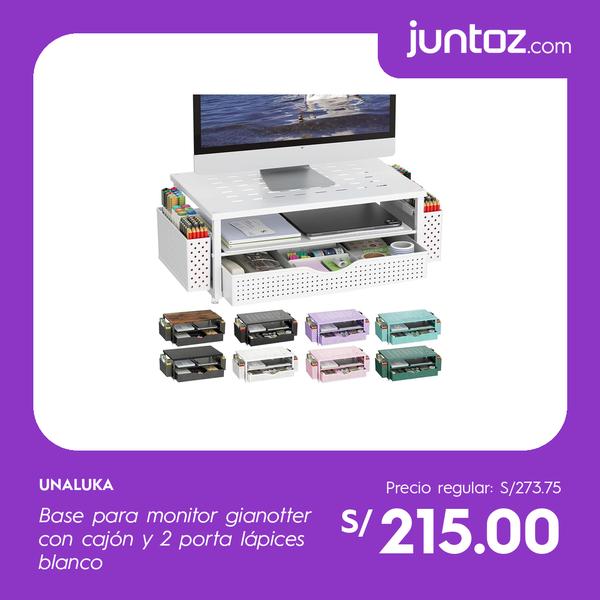 juntoz.com
UNALUKA
Base para monitor gianotter
con cajón y 2 porta lápices
blanco
Precio regular: S/273.75
S/215.00